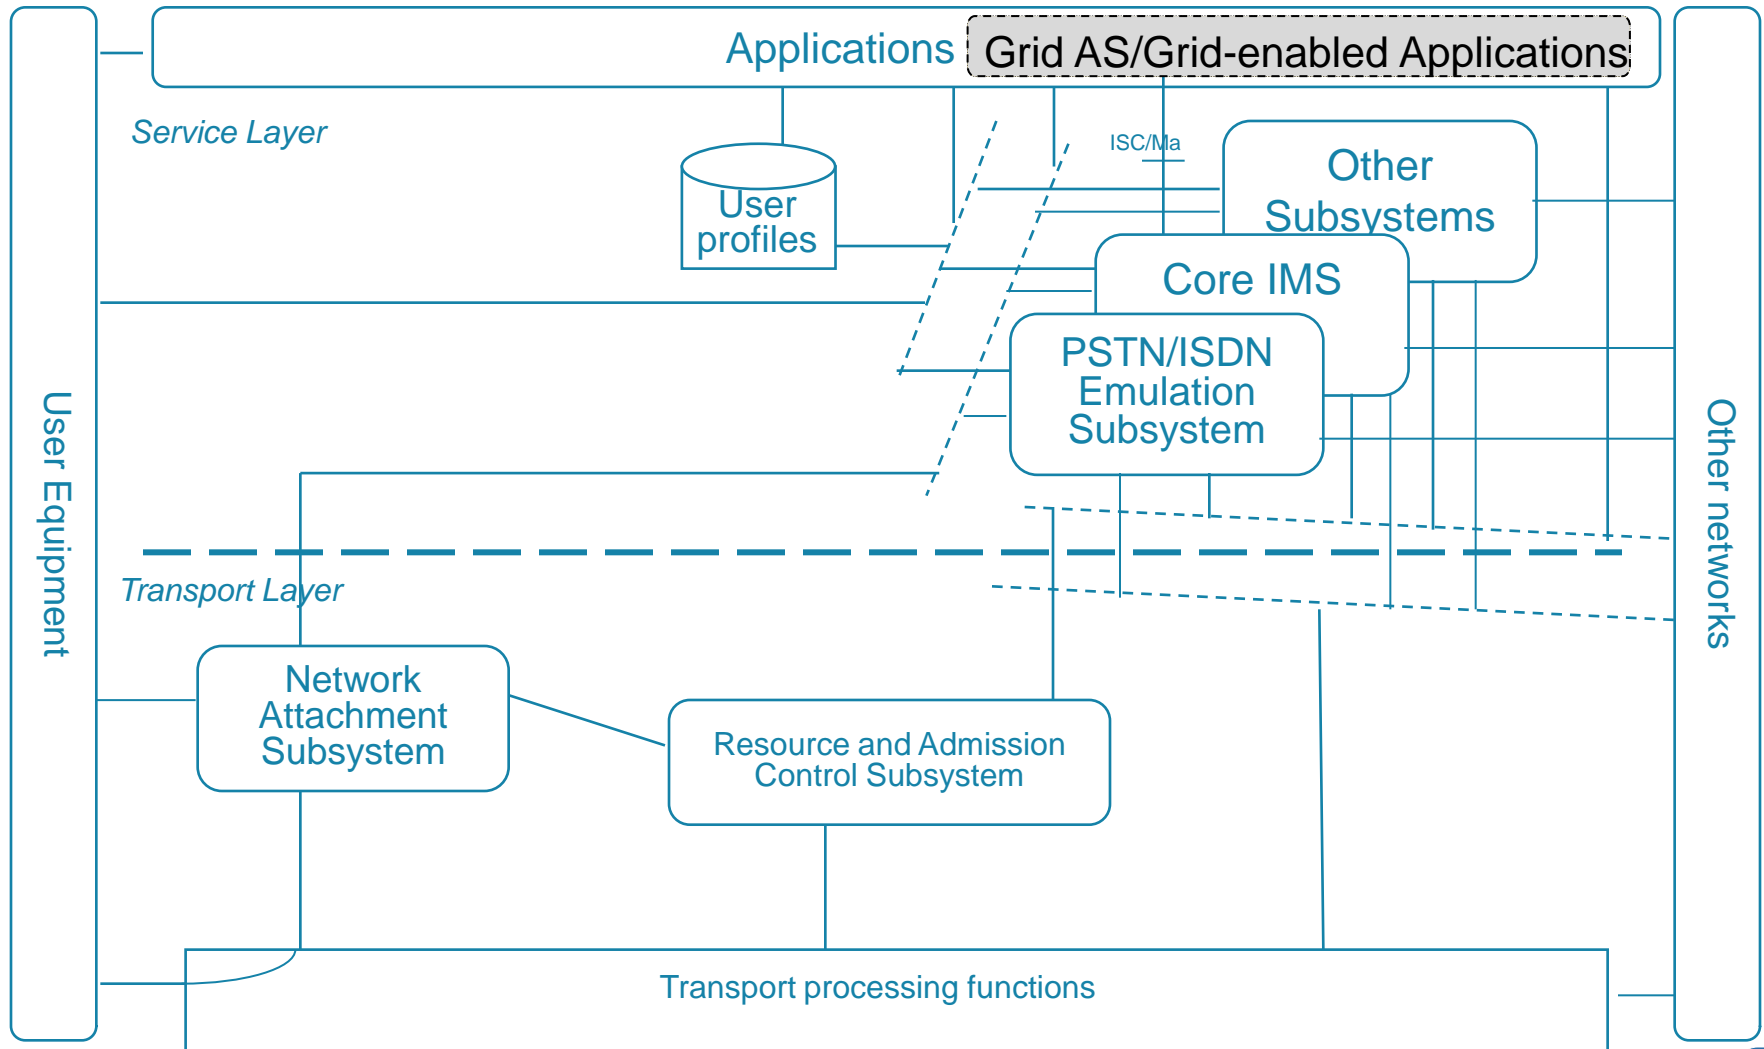 Applications
Grid AS/Grid-enabled Applications
Service Layer
ISC/Ma
Other
Subsystems
User
profiles
Core IMS
PSTN/ISDN
Emulation
Subsystem
User Equipment
Other networks
Transport Layer
Network
Attachment
Subsystem
Resource and Admission
Control Subsystem
Transport processing functions